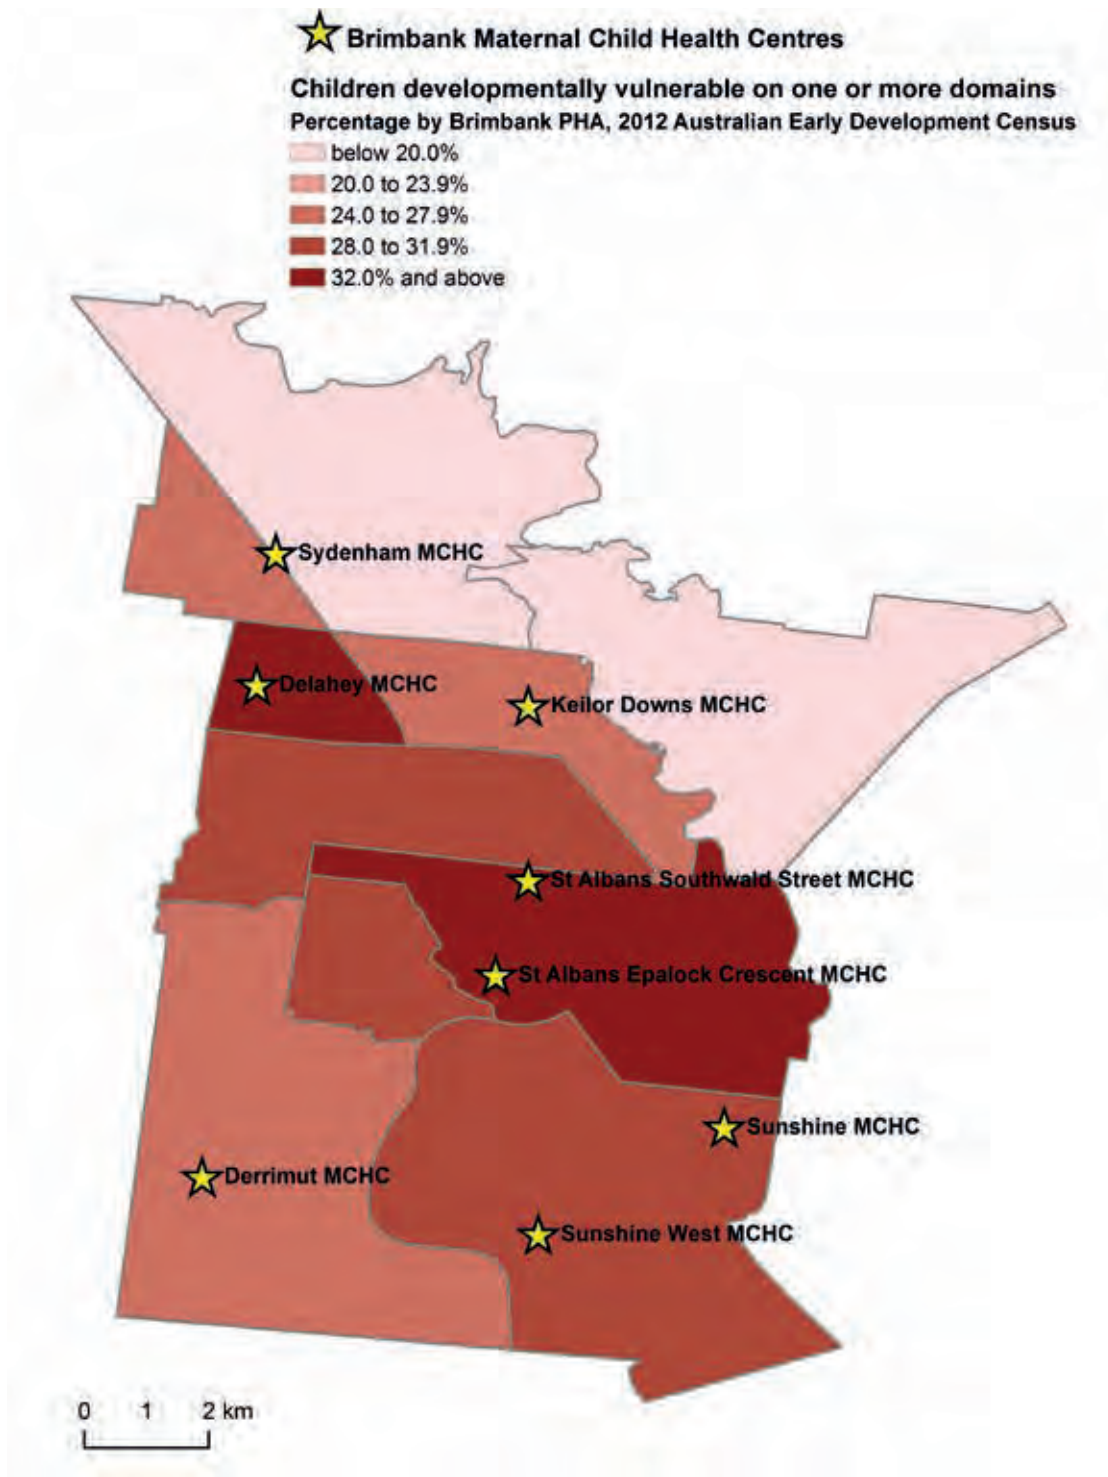 Brimbank Maternal Child Health Centres
Children developmentally vulnerable on one or more domains
Percentage by Brimbank PHA, 2012 Australian Early Development Census
below 20.0%
20.0 to 23.9%
24.0 to 27.9%
28.0 to 31.9%
32.0% and above
Sydenham MCHC
Delahey MCHC
Keilor Downs MCHC
St Albans Southwald Street MCHC
St Albans Epalock Crescent MCHC
Sunshine MCHC
Derrimut MCHC
Sunshine West MCHC
0 1 2 km